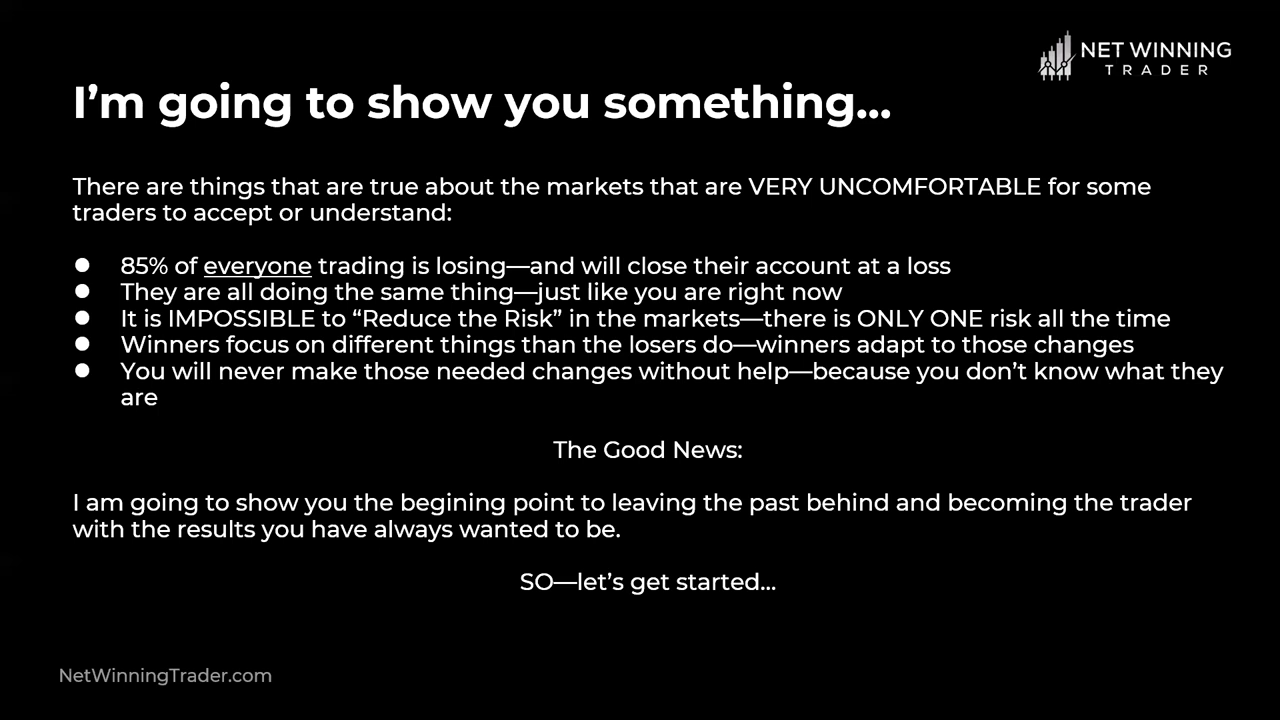 NET WINNING
TRADER
I’m going to show you something...
There are things that are true about the markets that are VERY UNCOMFORTABLE for some
traders to accept or understand:
● 85% of everyone trading is losing—and will close their account at a loss
● They are all doing the same thing—just like you are right now
● It is IMPOSSIBLE to “Reduce the Risk” in the markets—there is ONLY ONE risk all the time
● Winners focus on different things than the losers do—winners adapt to those changes
● You will never make those needed changes without help—because you don’t know what they
are
The Good News:
I am going to show you the begining point to leaving the past behind and becoming the trader
with the results you have always wanted to be.
SO—let’s get started...
NetWinningTrader.com